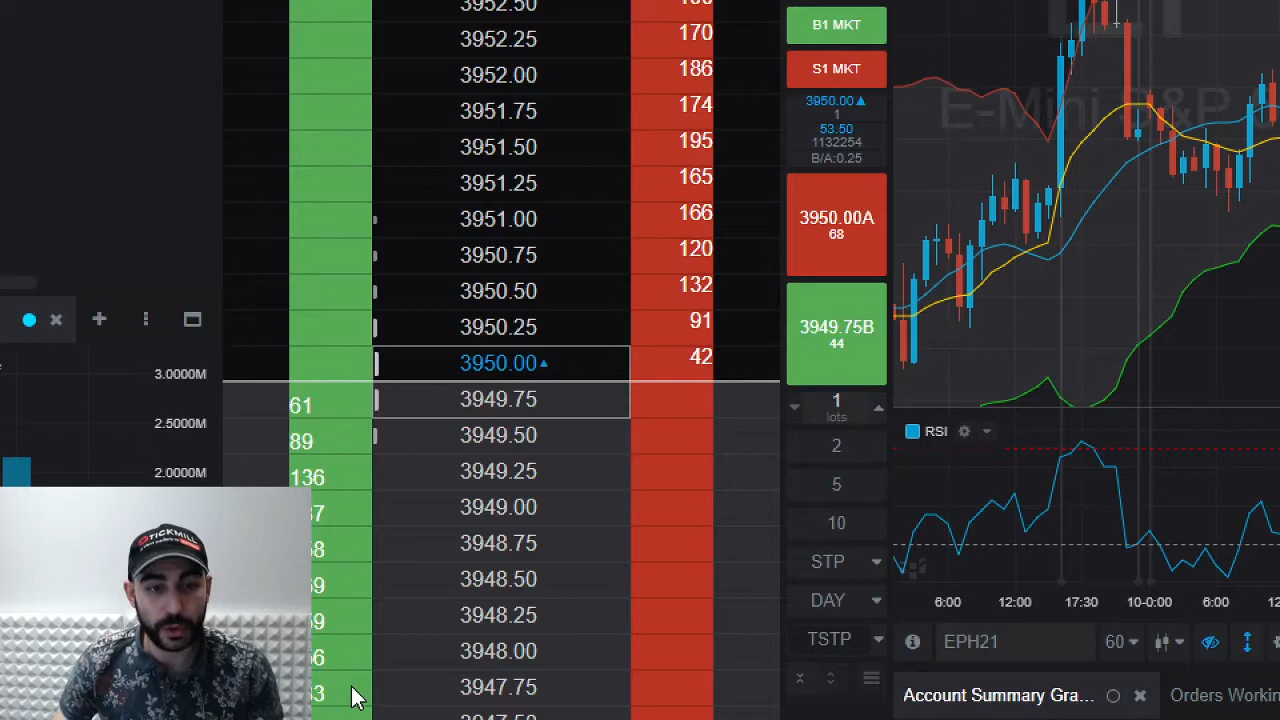 3952.50
3952.25 170
3952.00 186
3951.75 174
3951.50 195
3951.25 165
3951.00 166
3950.75 120
3950.50 132
3950.25 91
3950.00 42
61 3949.75
89 3949.50
136 3949.25
3949.00
3948.75
3948.50
3948.25
3948.00
3947.75
3.0000M
2.5000M
2.0000M
TICKMILL
B1 MKT
S1 MKT
3950.00
1
53.50
1132254
B/A:0.25
3950.00A
68
3949.75B
44
1
lots
2
5
10
STP
DAY
TSTP
E-Mini S&P
RSI
6:00 12:00 17:30 10-0:00 6:00 12
EPH21 60
Account Summary Gra... Orders Workin